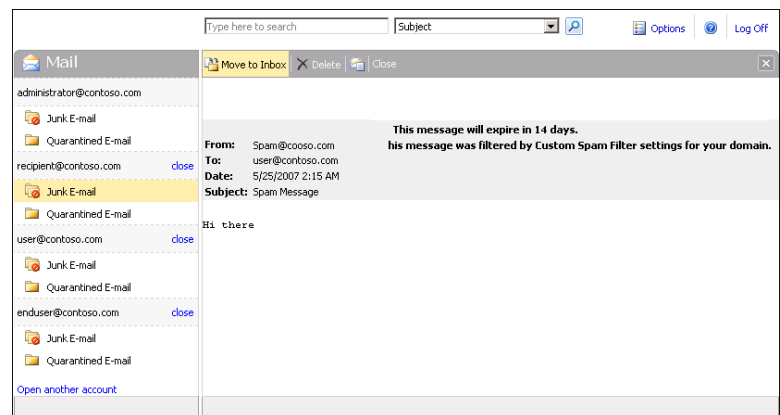 Type here to search Subject Options Log Off
Mail
Move to Inbox Delete Close
administrator@contoso.com
Junk E-mail
Quarantined E-mail
recipient@contoso.com close
Junk E-mail
Quarantined E-mail
user@contoso.com close
Junk E-mail
Quarantined E-mail
enduser@contoso.com close
Junk E-mail
Quarantined E-mail
Open another account
This message will expire in 14 days.
From: Spam@cooso.com his message was filtered by Custom Spam Filter settings for your domain.
To: user@contoso.com
Date: 5/25/2007 2:15 AM
Subject: Spam Message
Hi there